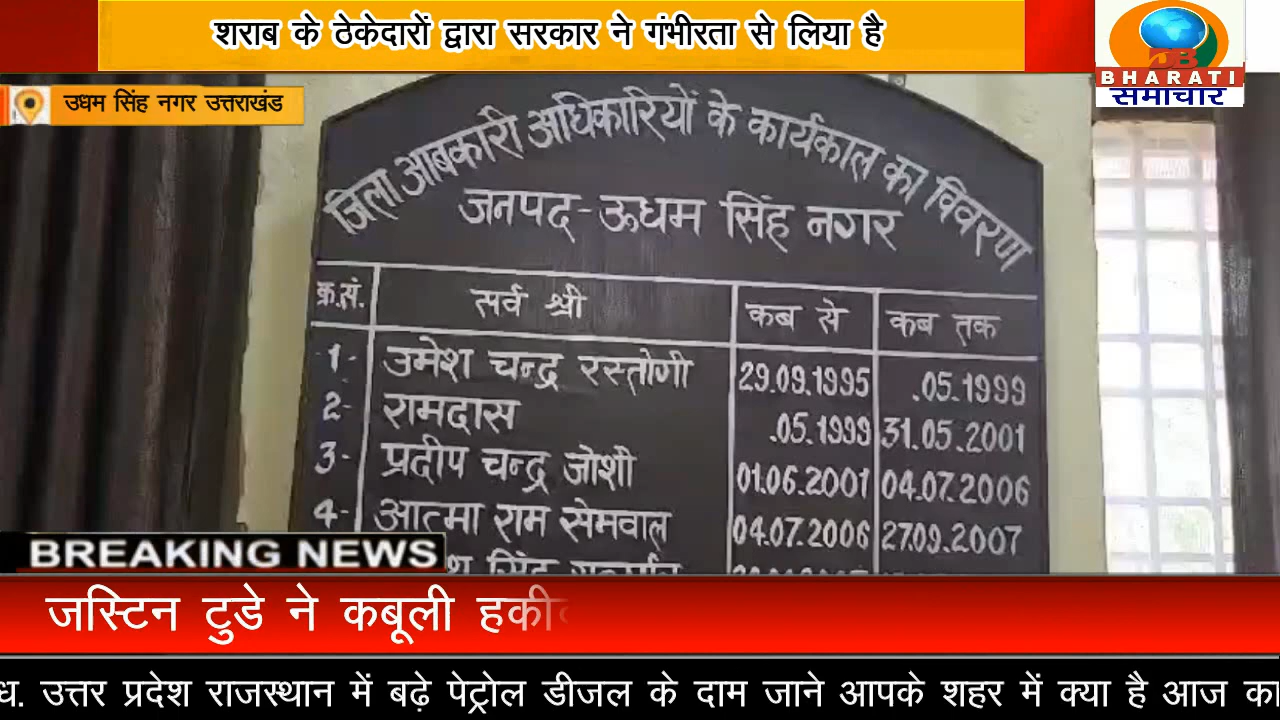 शराब के ठेकेदारों द्वारा सरकार ने गंभीरता से लिया है
DB
BHARATI
समाचार
उधम सिंह नगर उत्तराखंड
जिला आबकारी अधिकारियों के कार्यकाल का विवरण
जनपद-ऊधम सिंह नगर
क्र.सं. सर्व श्री कब से कब तक
1- उमेश चन्द्र रस्तोगी 29.09.1995 .05.1999
2- रामदास .05.1999 31.05.2001
3- प्रदीप चन्द्र जोशी 01.06.2001 04.07.2006
4- आत्मा राम सेमवाल 04.07.2006 27.09.2007
सिंह
BREAKING NEWS
जस्टिन टुडे ने कबूली
उत्तर प्रदेश राजस्थान में बढ़े पेट्रोल डीजल के दाम जाने आपके शहर में क्या है आज का